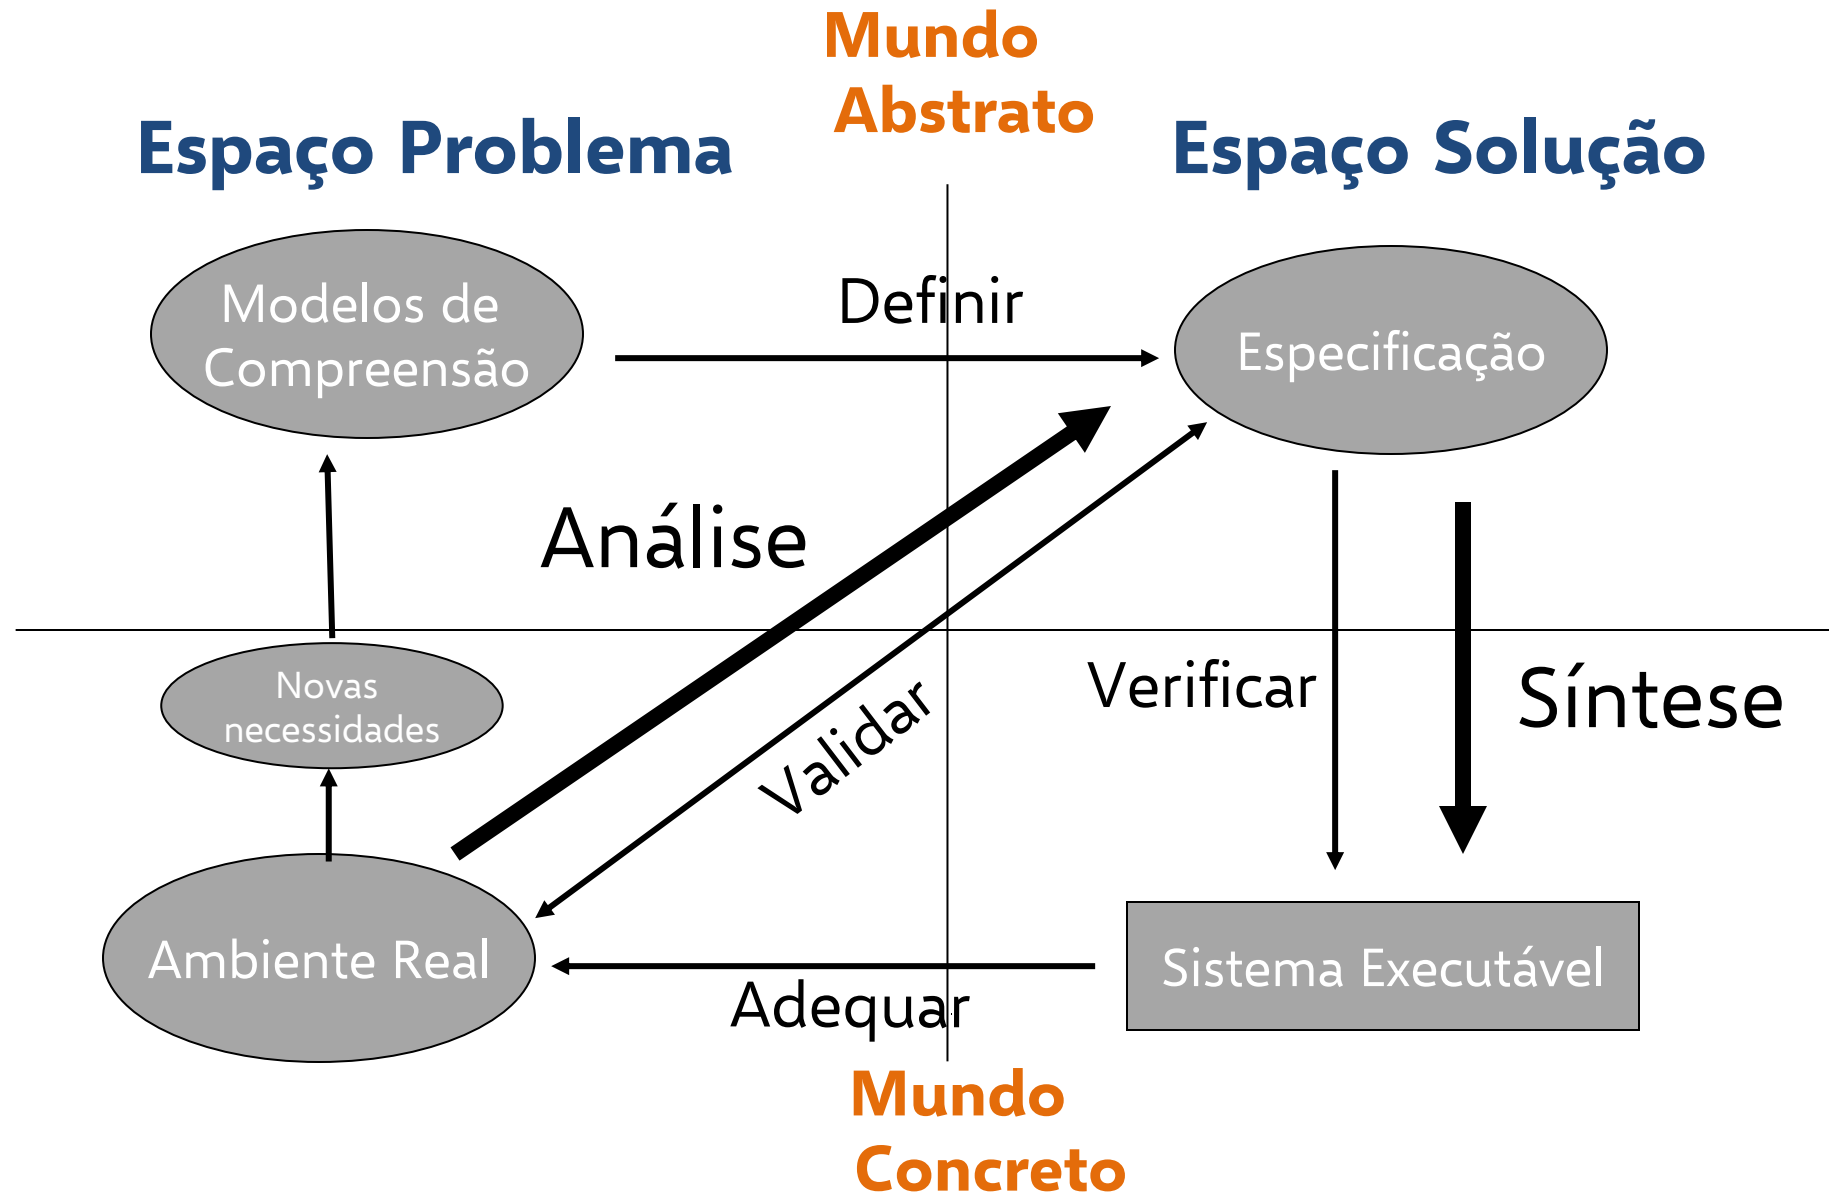 Mundo
Abstrato
Espaço Problema
Espaço Solução
Modelos de
Compreensão
Definir
Especificação
Análise
Novas
necessidades
Validar
Verificar
Síntese
Ambiente Real
Sistema Executável
Adequar
Mundo
Concreto